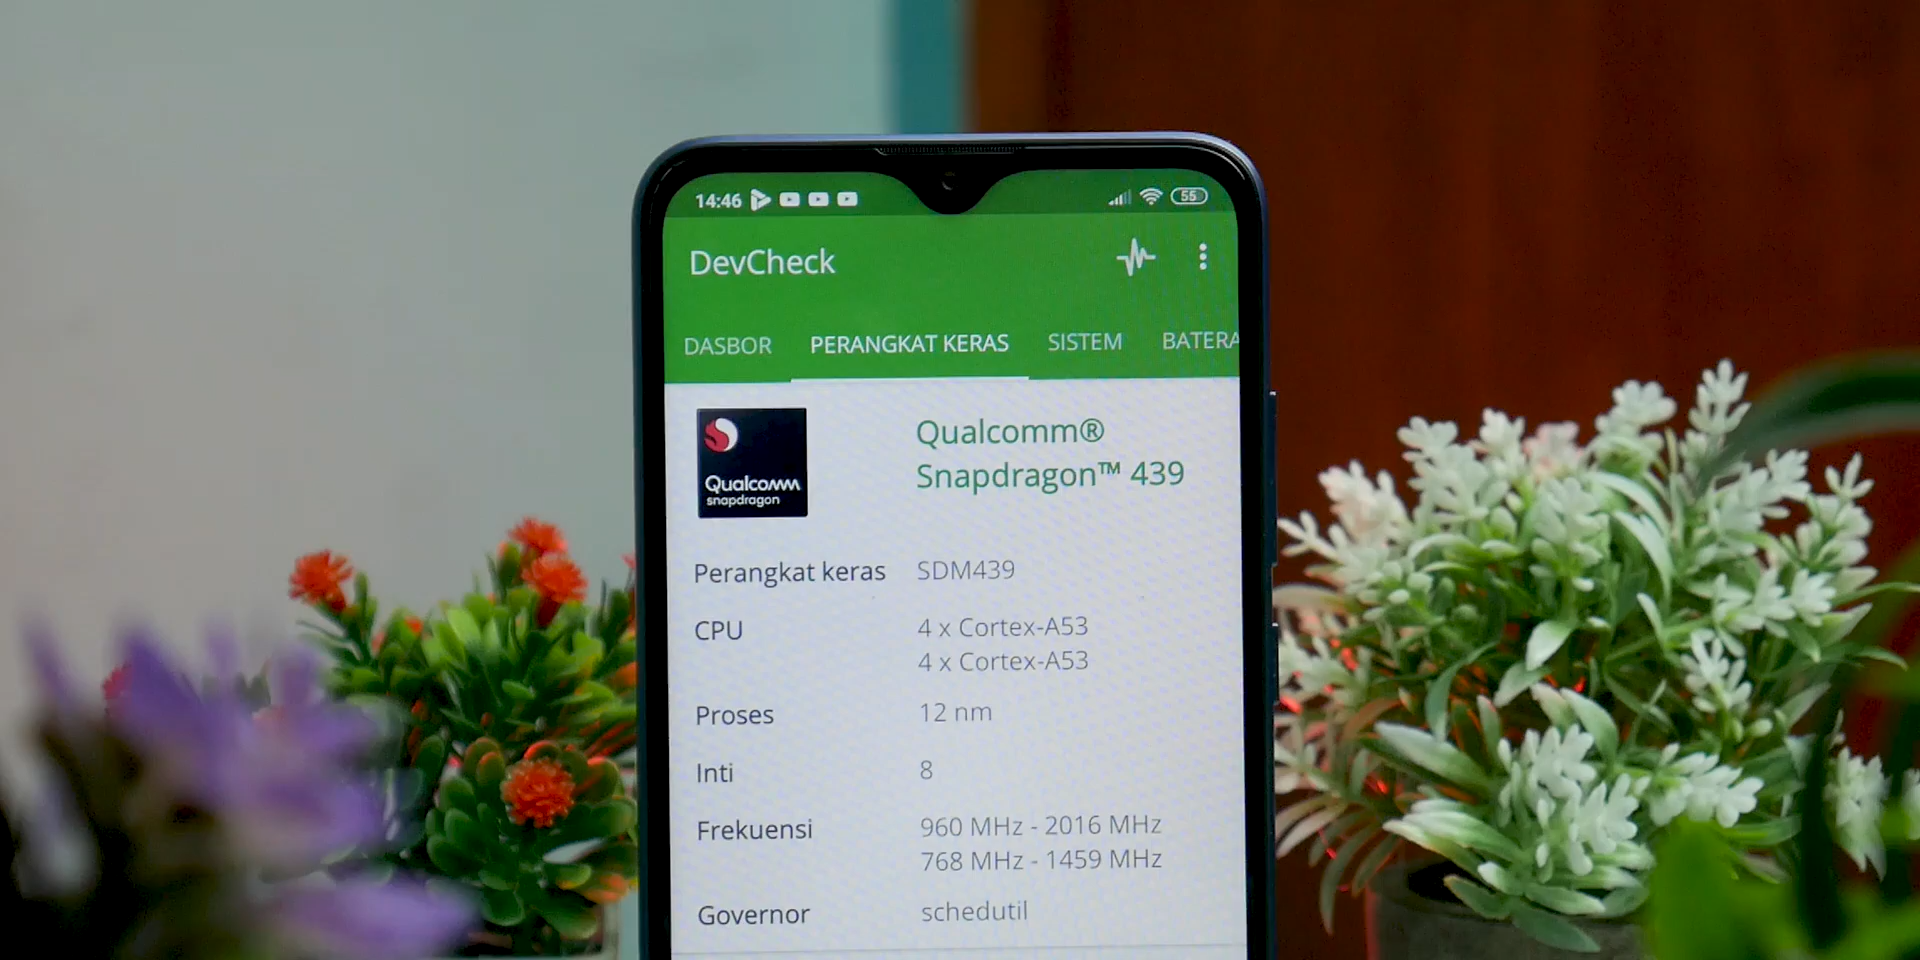 14:46
55
DevCheck
DASBOR PERANGKAT KERAS SISTEM BATERA
Qualcomm®
Snapdragon™ 439
Qualcomm
snapdragon
Perangkat keras SDM439
CPU 4 x Cortex-A53
4 x Cortex-A53
Proses 12 nm
Inti 8
Frekuensi 960 MHz - 2016 MHz
768 MHz - 1459 MHz
Governor schedutil